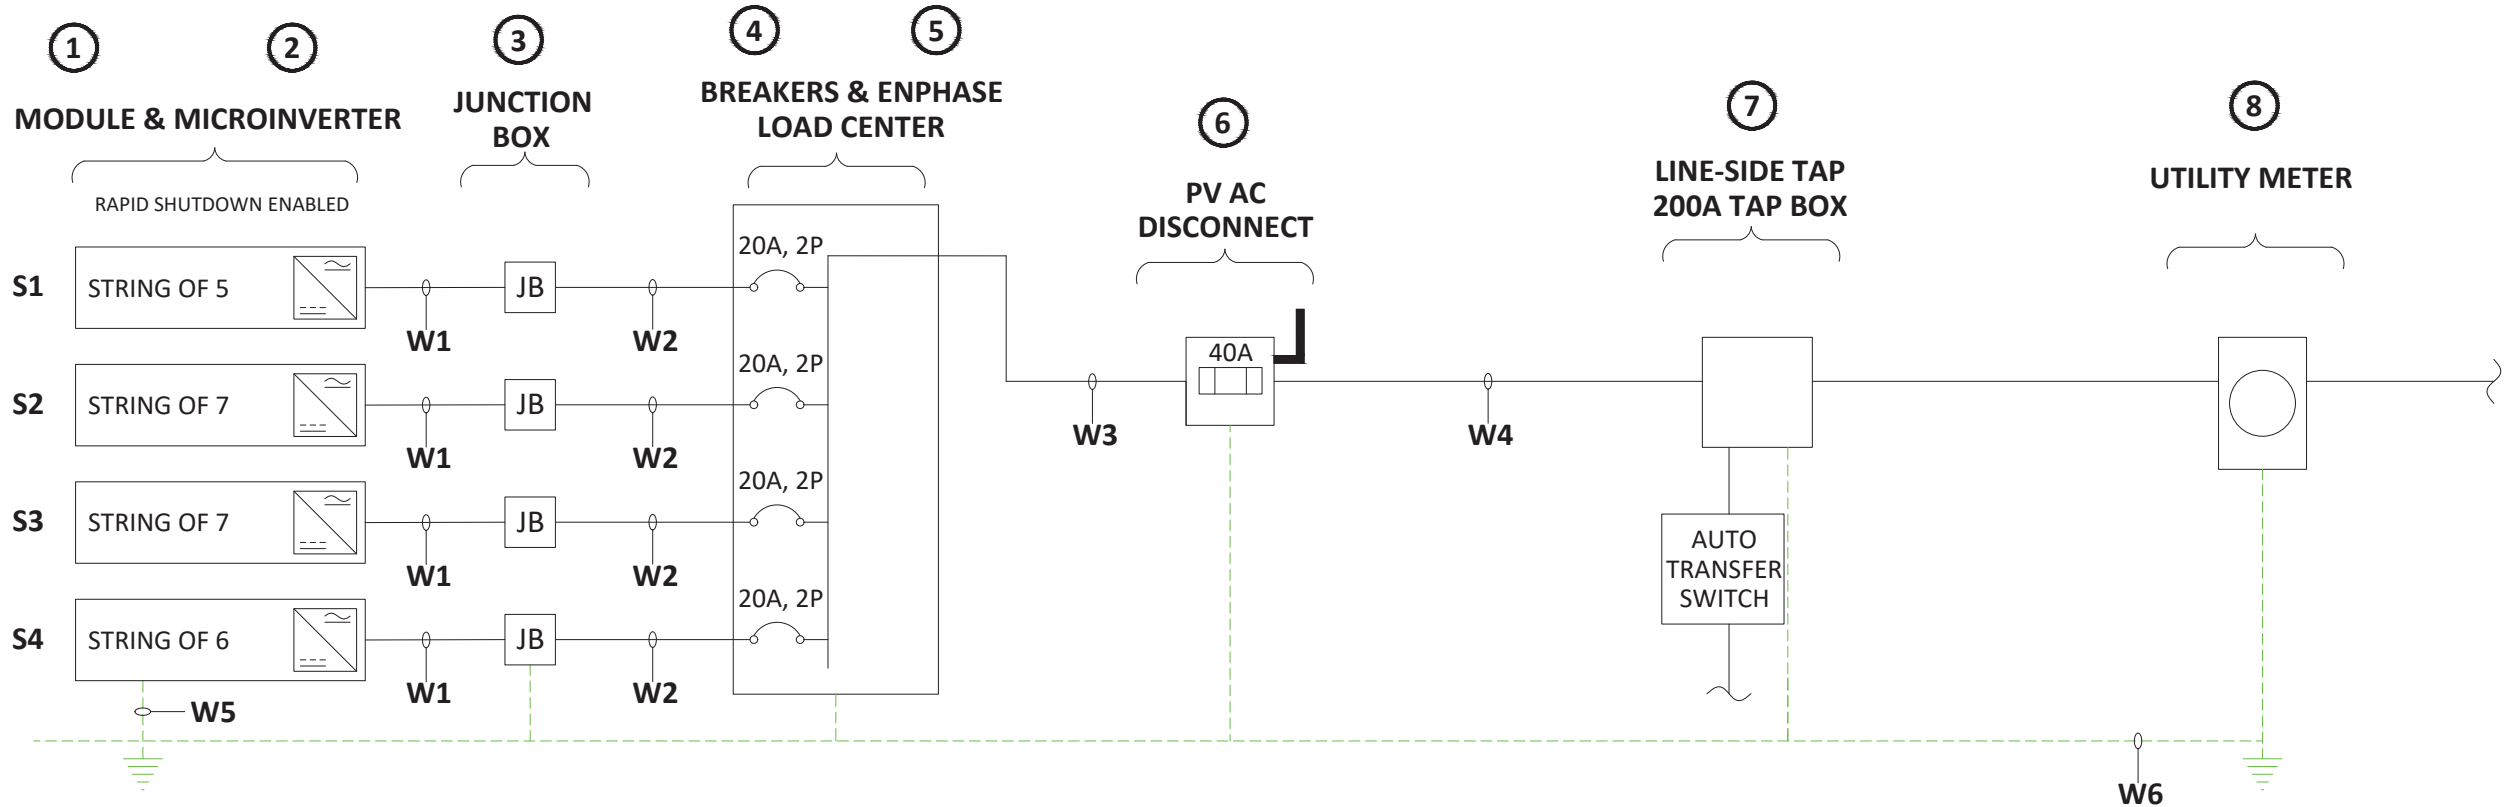 1
2
3
4
5
6
7
8
MODULE & MICROINVERTER
JUNCTION
BOX
BREAKERS & ENPHASE
LOAD CENTER
PV AC
DISCONNECT
LINE-SIDE TAP
200A TAP BOX
UTILITY METER
RAPID SHUTDOWN ENABLED
S1
STRING OF 5
W1
JB
W2
20A, 2P
S2
STRING OF 7
W1
JB
W2
20A, 2P
S3
STRING OF 7
W1
JB
W2
20A, 2P
S4
STRING OF 6
W1
JB
W2
20A, 2P
W3
40A
W4
AUTO
TRANSFER
SWITCH
W5
W6